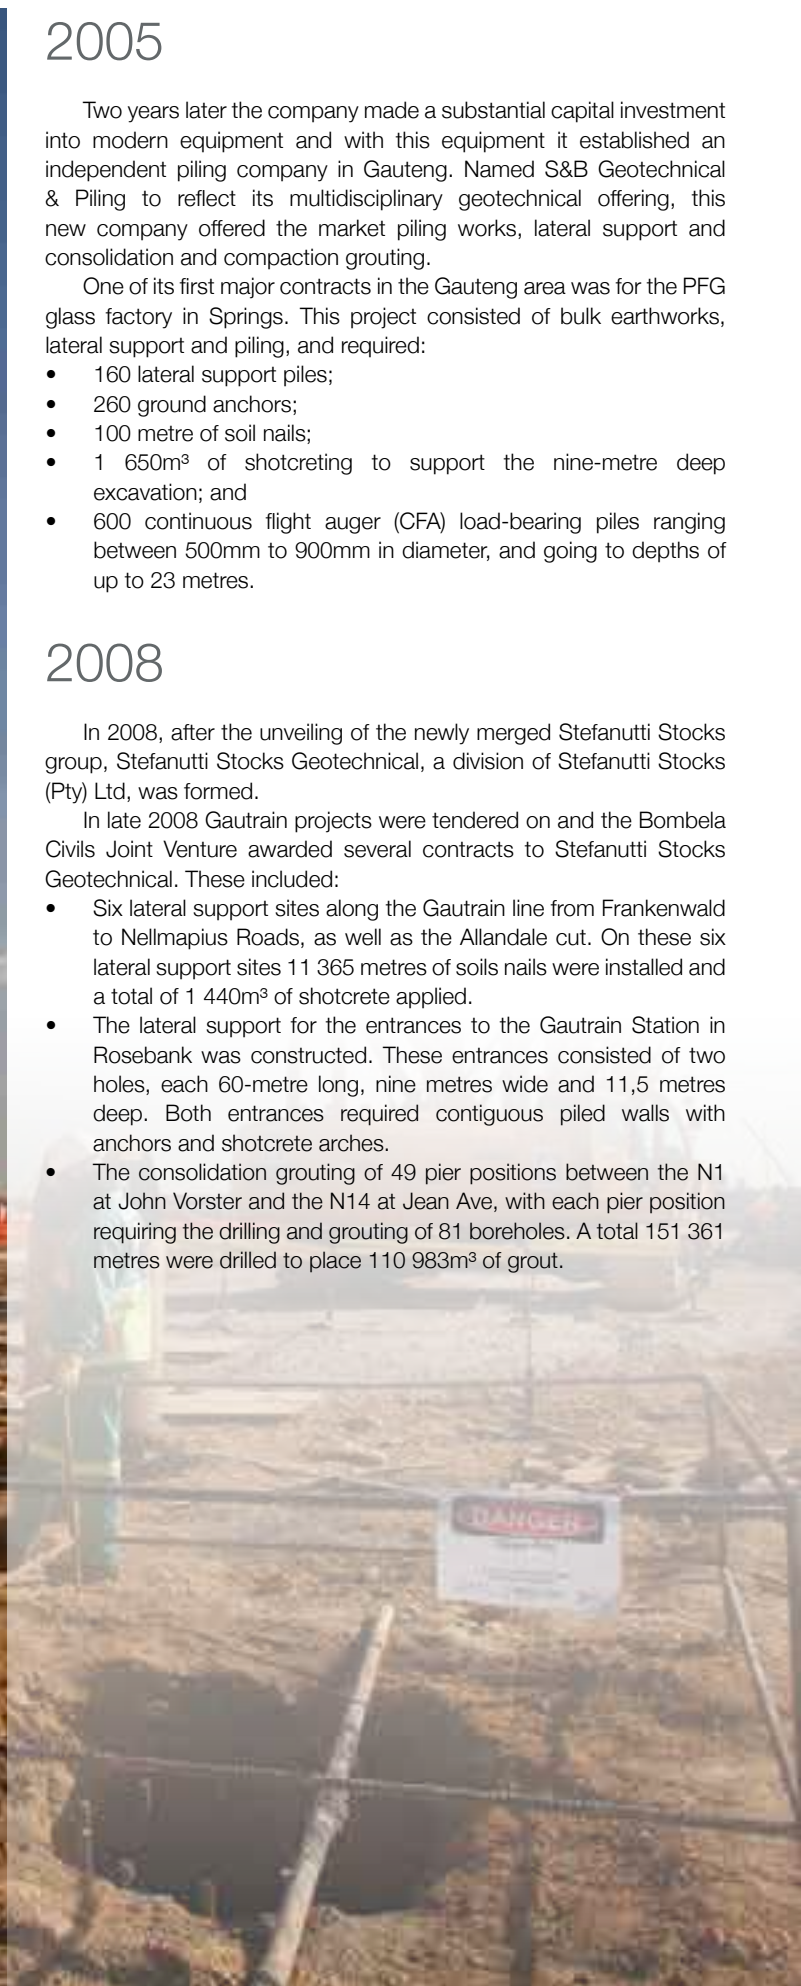 2005
Two years later the company made a substantial capital investment
into modern equipment and with this equipment it established an
independent piling company in Gauteng. Named S&B Geotechnical
& Piling to reflect its multidisciplinary geotechnical offering, this
new company offered the market piling works, lateral support and
consolidation and compaction grouting.
One of its first major contracts in the Gauteng area was for the PFG
glass factory in Springs. This project consisted of bulk earthworks,
lateral support and piling, and required:
• 160 lateral support piles;
• 260 ground anchors;
• 100 metre of soil nails;
• 1 650m³ of shotcreting to support the nine-metre deep
excavation; and
• 600 continuous flight auger (CFA) load-bearing piles ranging
between 500mm to 900mm in diameter, and going to depths of
up to 23 metres.
2008
In 2008, after the unveiling of the newly merged Stefanutti Stocks
group, Stefanutti Stocks Geotechnical, a division of Stefanutti Stocks
(Pty) Ltd, was formed.
In late 2008 Gautrain projects were tendered on and the Bombela
Civils Joint Venture awarded several contracts to Stefanutti Stocks
Geotechnical. These included:
• Six lateral support sites along the Gautrain line from Frankenwald
to Nellmapius Roads, as well as the Allandale cut. On these six
lateral support sites 11 365 metres of soils nails were installed and
a total of 1 440m³ of shotcrete applied.
• The lateral support for the entrances to the Gautrain Station in
Rosebank was constructed. These entrances consisted of two
holes, each 60-metre long, nine metres wide and 11,5 metres
deep. Both entrances required contiguous piled walls with
anchors and shotcrete arches.
• The consolidation grouting of 49 pier positions between the N1
at John Vorster and the N14 at Jean Ave, with each pier position
requiring the drilling and grouting of 81 boreholes. A total 151 361
metres were drilled to place 110 983m³ of grout.
DANGER